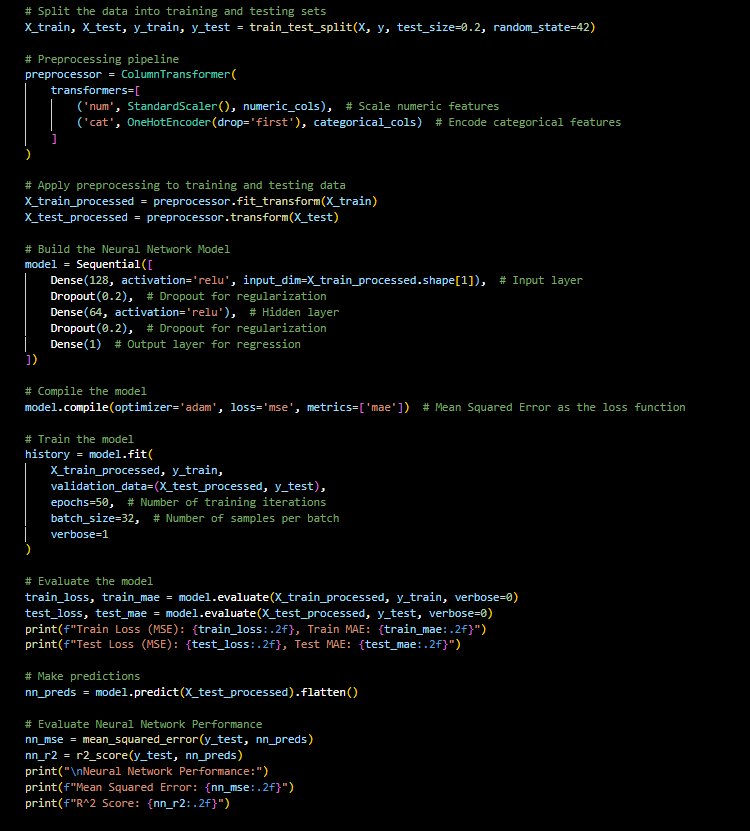 # Split the data into training and testing sets
X_train, X_test, y_train, y_test = train_test_split(X, y, test_size=0.2, random_state=42)

# Preprocessing pipeline
preprocessor = ColumnTransformer(
    transformers=[
        ('num', StandardScaler(), numeric_cols),  # Scale numeric features
        ('cat', OneHotEncoder(drop='first'), categorical_cols)  # Encode categorical features
    ]
)

# Apply preprocessing to training and testing data
X_train_processed = preprocessor.fit_transform(X_train)
X_test_processed = preprocessor.transform(X_test)

# Build the Neural Network Model
model = Sequential([
    Dense(128, activation='relu', input_dim=X_train_processed.shape[1]),  # Input layer
    Dropout(0.2),  # Dropout for regularization
    Dense(64, activation='relu'),  # Hidden layer
    Dropout(0.2),  # Dropout for regularization
    Dense(1)  # Output layer for regression
])

# Compile the model
model.compile(optimizer='adam', loss='mse', metrics=['mae'])  # Mean Squared Error as the loss function

# Train the model
history = model.fit(
    X_train_processed, y_train,
    validation_data=(X_test_processed, y_test),
    epochs=50,  # Number of training iterations
    batch_size=32,  # Number of samples per batch
    verbose=1
)

# Evaluate the model
train_loss, train_mae = model.evaluate(X_train_processed, y_train, verbose=0)
test_loss, test_mae = model.evaluate(X_test_processed, y_test, verbose=0)
print(f"Train Loss (MSE): {train_loss:.2f}, Train MAE: {train_mae:.2f}")
print(f"Test Loss (MSE): {test_loss:.2f}, Test MAE: {test_mae:.2f}")

# Make predictions
nn_preds = model.predict(X_test_processed).flatten()

# Evaluate Neural Network Performance
nn_mse = mean_squared_error(y_test, nn_preds)
nn_r2 = r2_score(y_test, nn_preds)
print("\nNeural Network Performance:")
print(f"Mean Squared Error: {nn_mse:.2f}")
print(f"R^2 Score: {nn_r2:.2f}")